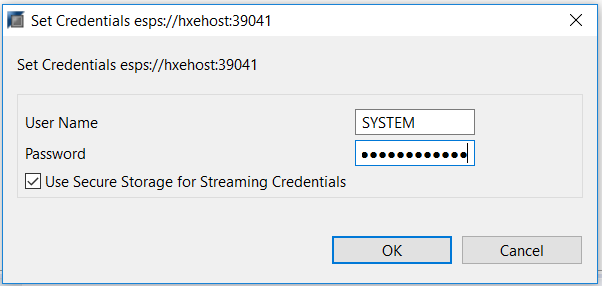 Set Credentials esps://hxehost:39041
Set Credentials esps://hxehost:39041
User Name SYSTEM
Password ●●●●●●●●●●●●
Use Secure Storage for Streaming Credentials
OK Cancel